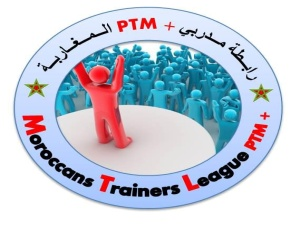 رابطة مدربي + PTM المغاربة
Moroccans Trainers League PTM +